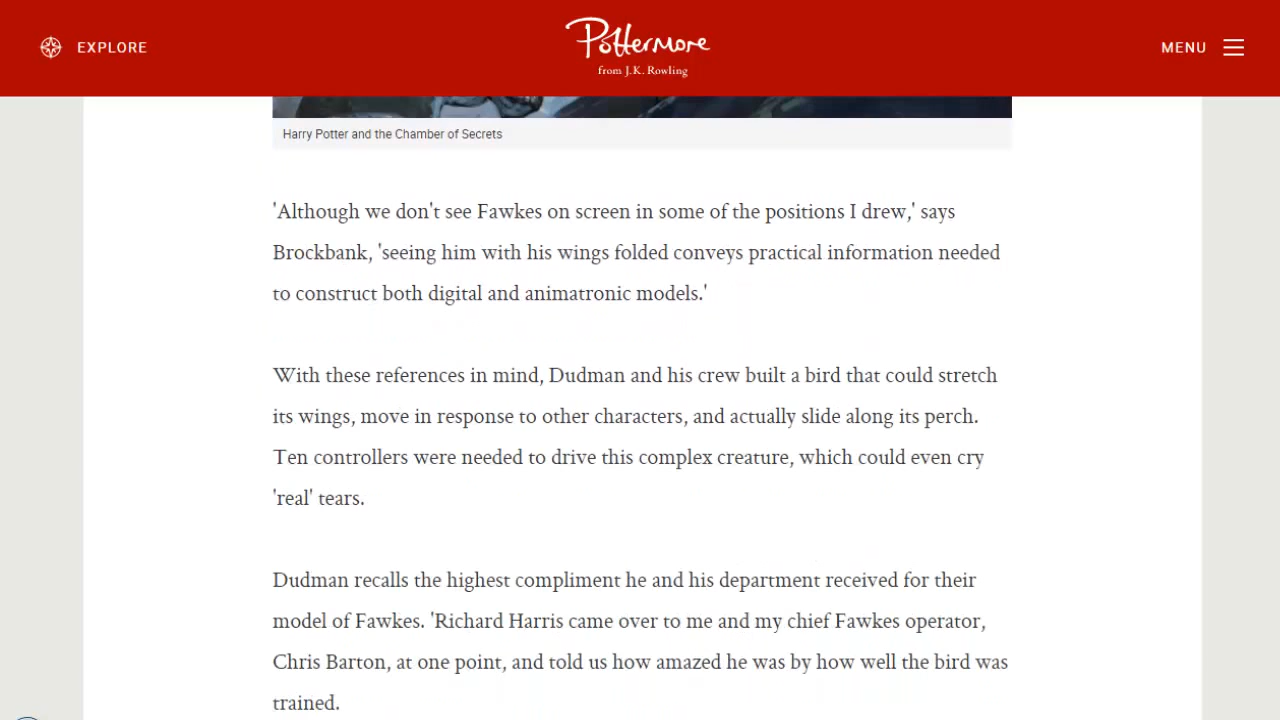 EXPLORE
Pottermore
from J.K. Rowling
MENU
Harry Potter and the Chamber of Secrets
'Although we don't see Fawkes on screen in some of the positions I drew,' says
Brockbank, 'seeing him with his wings folded conveys practical information needed
to construct both digital and animatronic models.'
With these references in mind, Dudman and his crew built a bird that could stretch
its wings, move in response to other characters, and actually slide along its perch.
Ten controllers were needed to drive this complex creature, which could even cry
'real' tears.
Dudman recalls the highest compliment he and his department received for their
model of Fawkes. 'Richard Harris came over to me and my chief Fawkes operator,
Chris Barton, at one point, and told us how amazed he was by how well the bird was
trained.